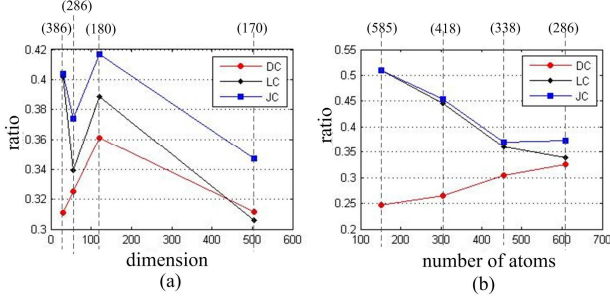 (386) (286) (180) (170)
0.42
0.4
0.38
0.36
0.34
0.32
0.3
ratio
DC
LC
JC
0 100 200 300 400 500 600
dimension
(a)
(585) (418) (338) (286)
0.55
0.5
0.45
0.4
0.35
0.3
0.25
0.2
ratio
DC
LC
JC
100 200 300 400 500 600 700
number of atoms
(b)